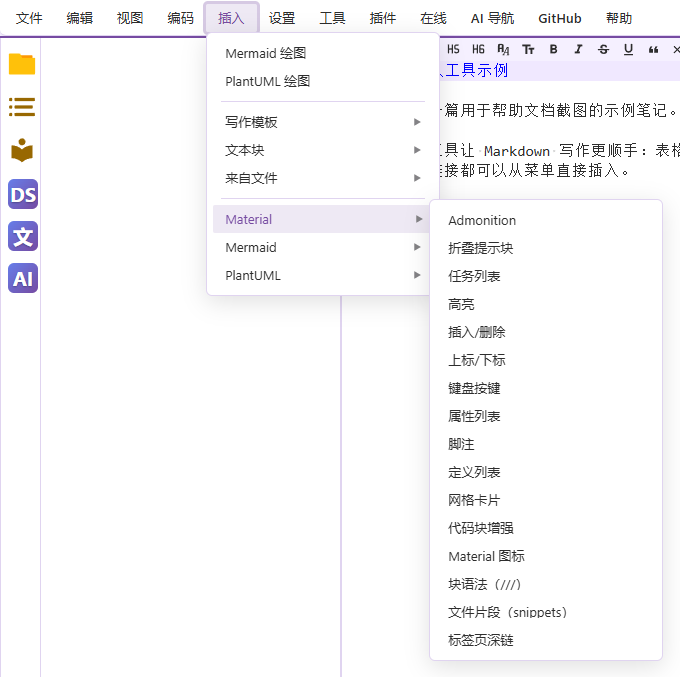 文件 编辑 视图 编码 插入 设置 工具 插件 在线 AI 导航 GitHub 帮助
H5 H6 Tr B I S U
Mermaid 绘图
PlantUML 绘图
写作模板
文本块
来自文件
Material
Mermaid
PlantUML
DS
文
AI
工具示例
篇用于帮助文档截图的示例笔记。
具让 Markdown 写作更顺手：表格
接都可以从菜单直接插入。
Admonition
折叠提示块
任务列表
高亮
插入/删除
上标/下标
键盘按键
属性列表
脚注
定义列表
网格卡片
代码块增强
Material 图标
块语法（///）
文件片段（snippets）
标签页深链